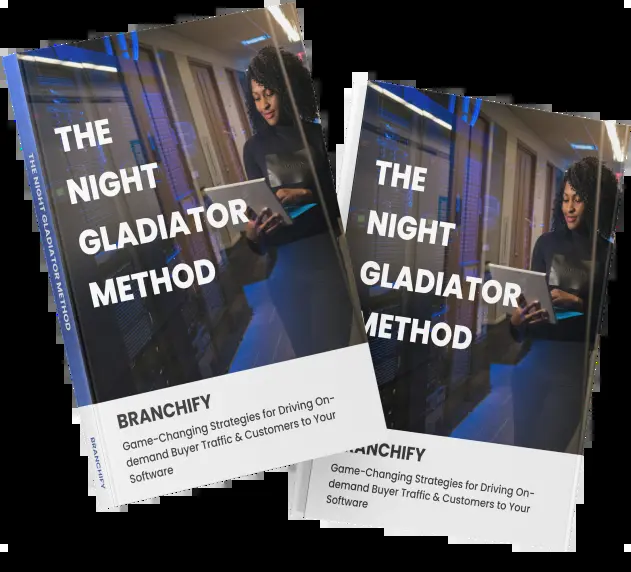 THE
NIGHT
GLADIATOR
METHOD
THE NIGHT GLADIATOR METHOD
BRANCHIFY
Game-Changing Strategies for Driving On-
demand Buyer Traffic & Customers to Your
Software
BRANCHIFY
THE
NIGHT
GLADIATOR
METHOD
BRANCHIFY
Game-Changing Strategies for Driving On-
demand Buyer Traffic & Customers to Your
Software